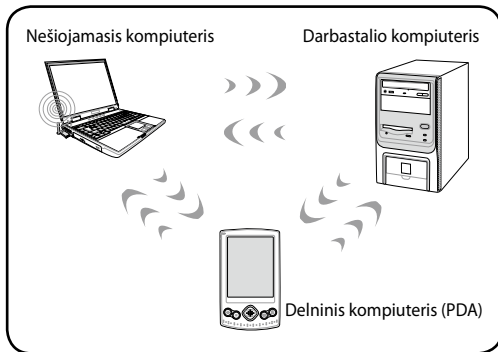 Nešiojamasis kompiuteris
Darbastalio kompiuteris
Delninis kompiuteris (PDA)